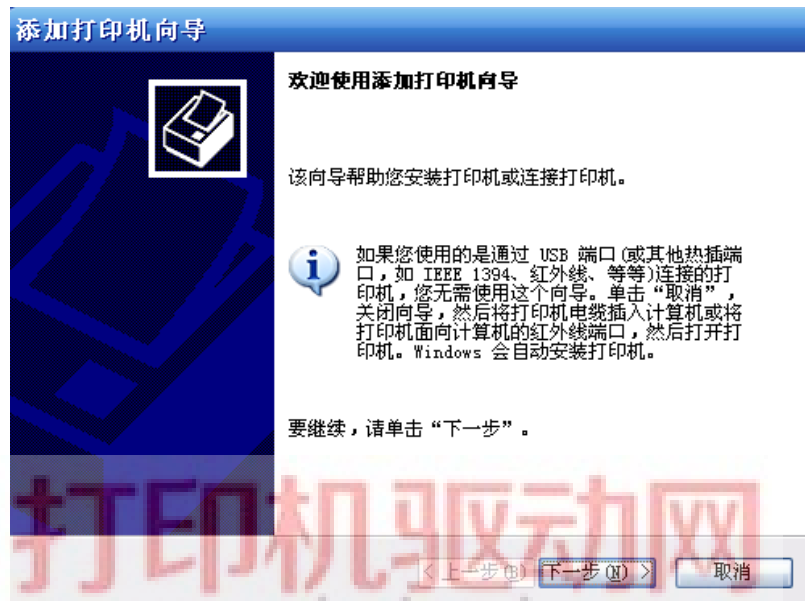 添加打印机向导
欢迎使用添加打印机向导
该向导帮助您安装打印机或连接打印机。
如果您使用的是通过 USB 端口(或其他热插端
口，如 IEEE 1394、红外线、等等)连接的打
印机，您无需使用这个向导。单击“取消”，
关闭向导，然后将打印机电缆插入计算机或将
打印机面向计算机的红外线端口，然后打开打
印机。Windows 会自动安装打印机。
要继续，请单击“下一步”。
打印机驱动网
< 上一步(B) 下一步(N) > 取消